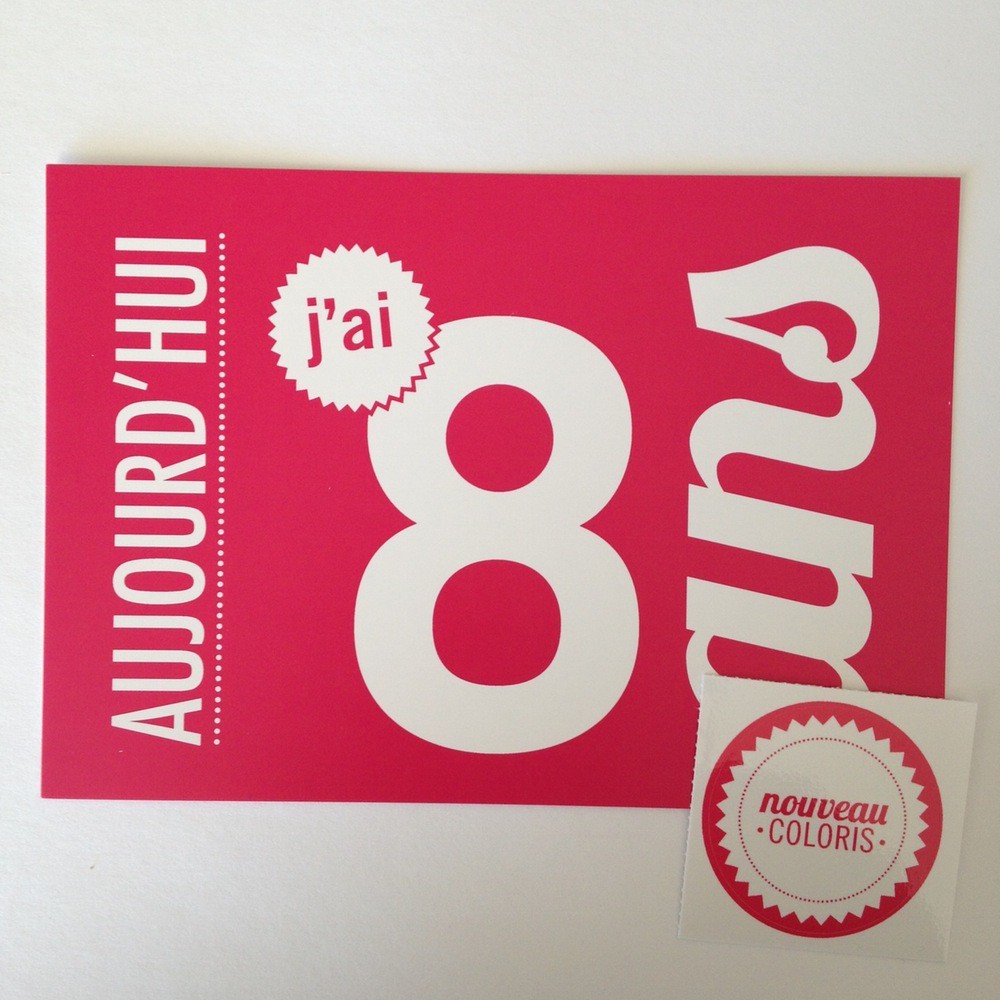 AUJOURD'HUI
j'ai
8
ans
nouveau
• COLORIS •